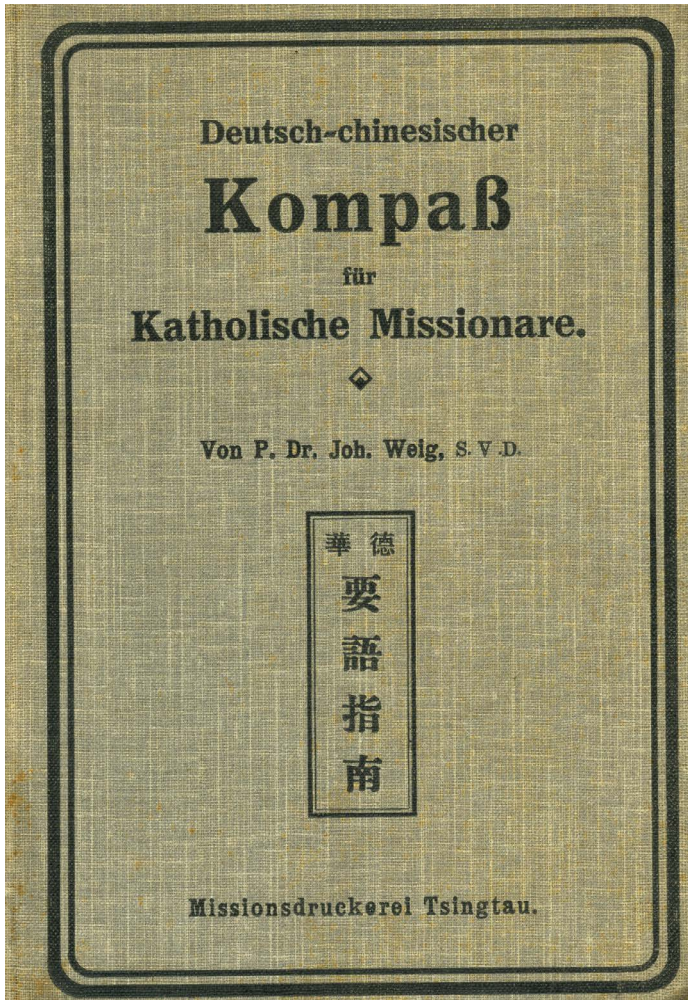 Deutsch-chinesischer
Kompaß
für
Katholische Missionare.
Von P. Dr. Joh. Weig, S. V .D.
德華
要
語
指
南
Missionsdruckerei Tsingtau.